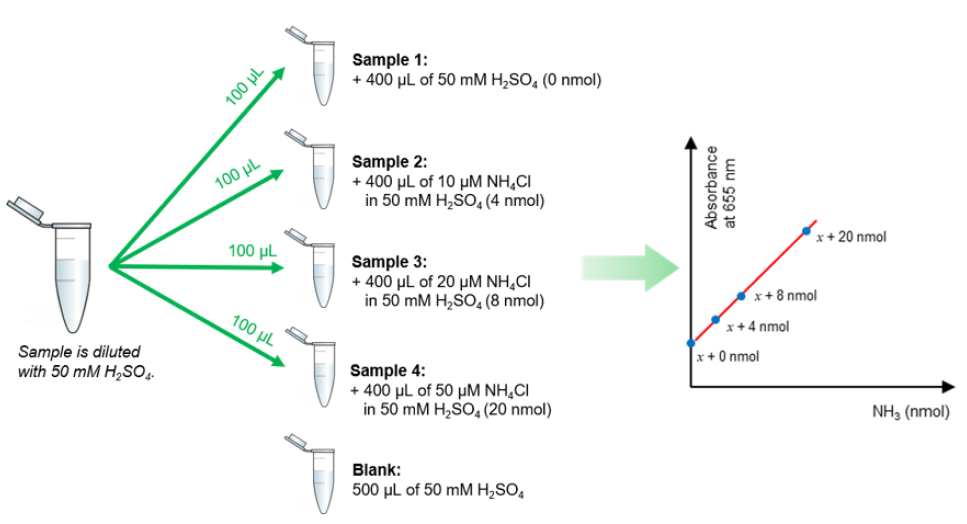 100 µL
Sample 1:
+ 400 µL of 50 mM H₂SO₄ (0 nmol)
100 µL
Sample 2:
+ 400 µL of 10 µM NH₄Cl
in 50 mM H₂SO₄ (4 nmol)
100 µL
Sample 3:
+ 400 µL of 20 µM NH₄Cl
in 50 mM H₂SO₄ (8 nmol)
100 µL
Sample 4:
+ 400 µL of 50 µM NH₄Cl
in 50 mM H₂SO₄ (20 nmol)
Blank:
500 µL of 50 mM H₂SO₄
Sample is diluted
with 50 mM H₂SO₄.
Absorbance
at 655 nm
x + 20 nmol
x + 8 nmol
x + 4 nmol
x + 0 nmol
NH₃ (nmol)